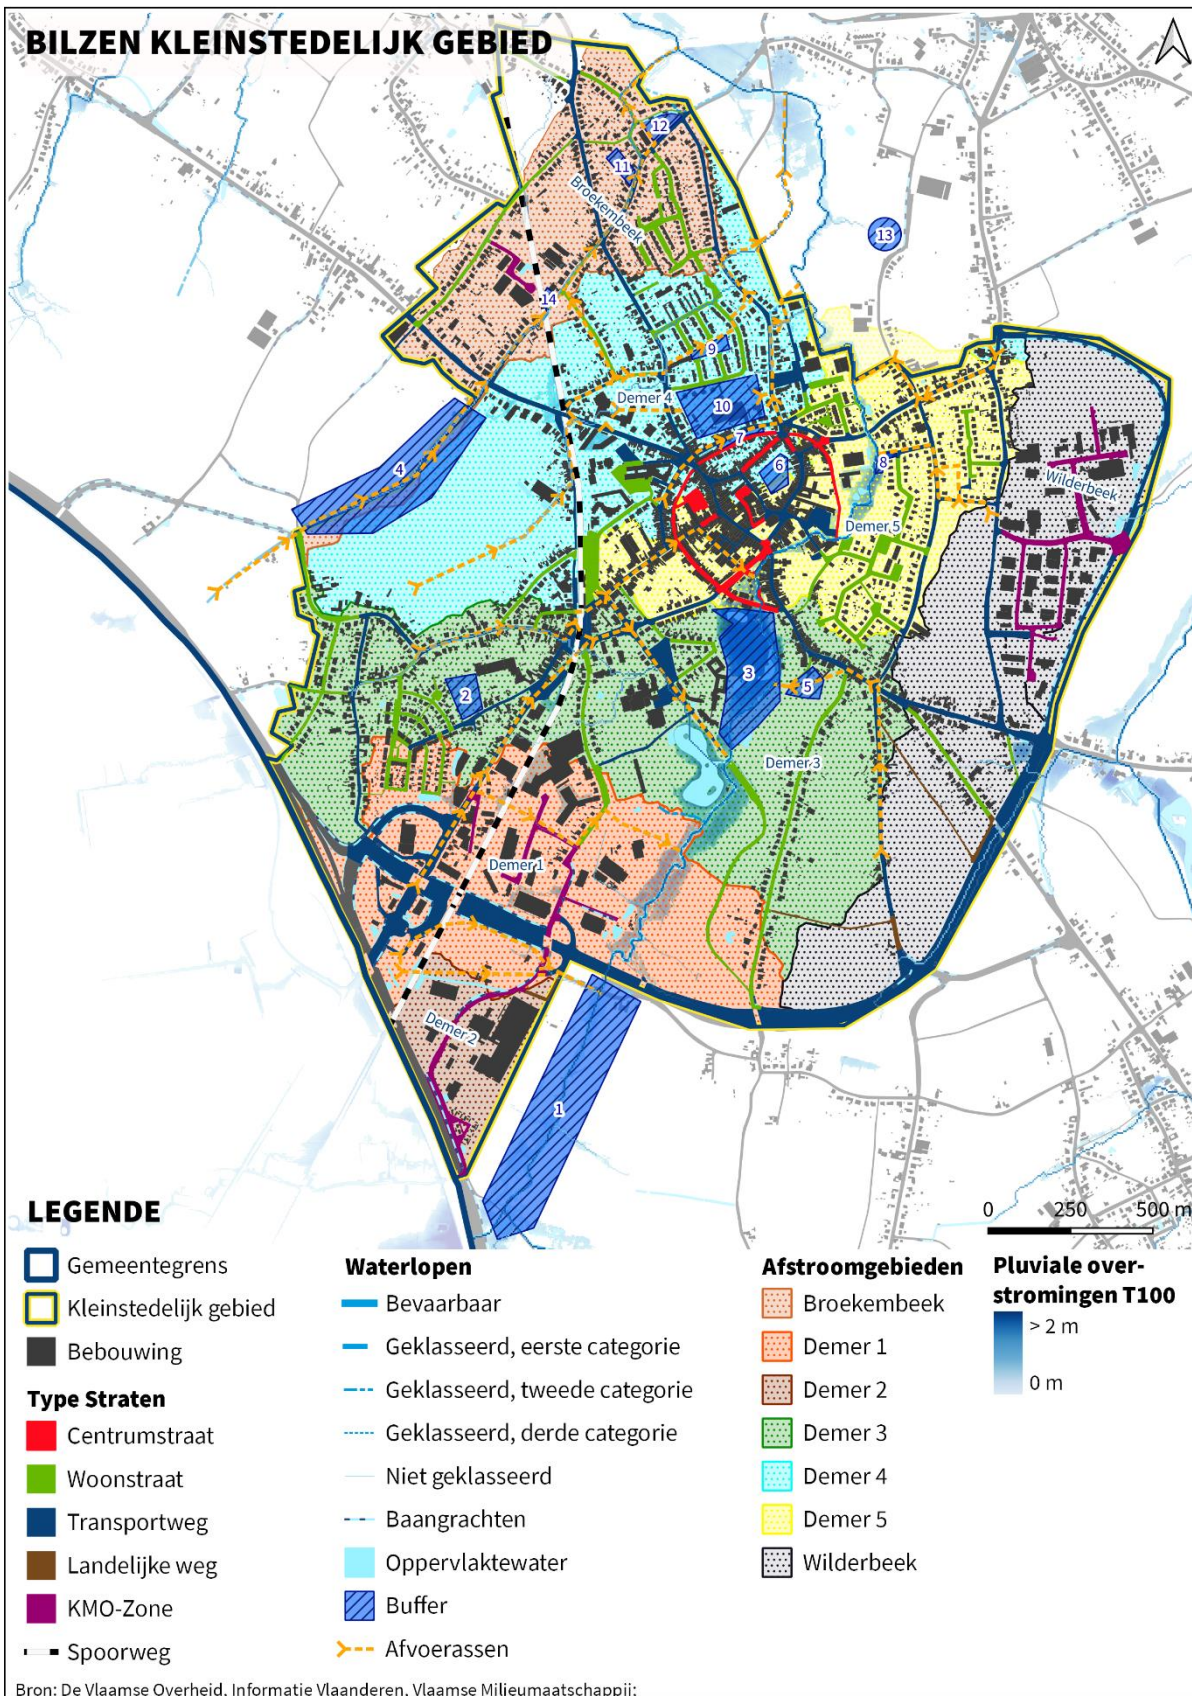 BILZEN KLEINSTEDELIJK GEBIED
12
11
Broekembeek
13
14
9
Demer 4
10
7
4
6
8
Wilderbeek
Demer 5
3
5
2
Demer 3
Demer 1
Demer 2
1
0 250 500 m
LEGENDE
Gemeentegrens
Kleinstedelijk gebied
Bebouwing
Type Straten
Centrumstraat
Woonstraat
Transportweg
Landelijke weg
KMO-Zone
Spoorweg
Waterlopen
Bevaarbaar
Geklasseerd, eerste categorie
Geklasseerd, tweede categorie
Geklasseerd, derde categorie
Niet geklasseerd
Baangrachten
Oppervlaktewater
Buffer
Afvoerassen
Afstroomgebieden
Broekembeek
Demer 1
Demer 2
Demer 3
Demer 4
Demer 5
Wilderbeek
Pluviale over-
stromingen T100
> 2 m
0 m
Bron: De Vlaamse Overheid, Informatie Vlaanderen, Vlaamse Milieumaatschappij;